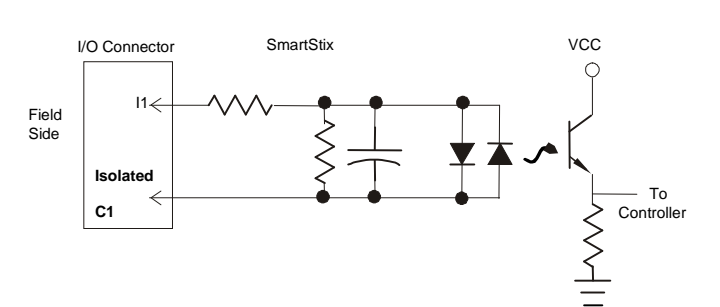 I/O Connector
SmartStix
VCC
I1
Field
Side
Isolated
C1
To
Controller